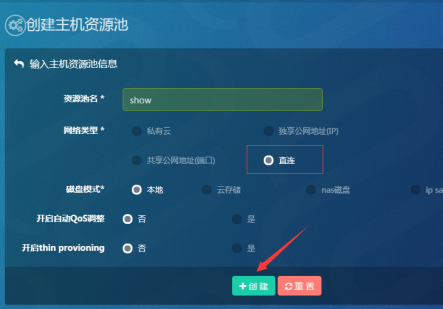 创建主机资源池
输入主机资源池信息
资源池名 * show
网络类型 * 私有云 独享公网地址(IP)
共享公网地址(端口) 直连
磁盘模式* 本地 云存储 nas磁盘 ip sa
开启自动QoS调整 否 是
开启thin provioning 否 是
+ 创 建 重 置